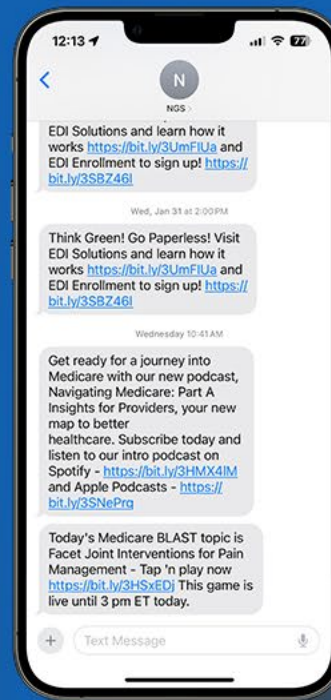 12:13
77
N
NGS
EDI Solutions and learn how it
works https://bit.ly/3UmFIUa and
EDI Enrollment to sign up! https://
bit.ly/3SBZ46I
Wed, Jan 31 at 2:00 PM
Think Green! Go Paperless! Visit
EDI Solutions and learn how it
works https://bit.ly/3UmFIUa and
EDI Enrollment to sign up! https://
bit.ly/3SBZ46I
Wednesday 10:41 AM
Get ready for a journey into
Medicare with our new podcast,
Navigating Medicare: Part A
Insights for Providers, your new
map to better
healthcare. Subscribe today and
listen to our intro podcast on
Spotify - https://bit.ly/3HMX4IM
and Apple Podcasts - https://
bit.ly/3SNePrq
Today's Medicare BLAST topic is
Facet Joint Interventions for Pain
Management - Tap 'n play now
https://bit.ly/3HSxEDj This game is
live until 3 pm ET today.
Text Message